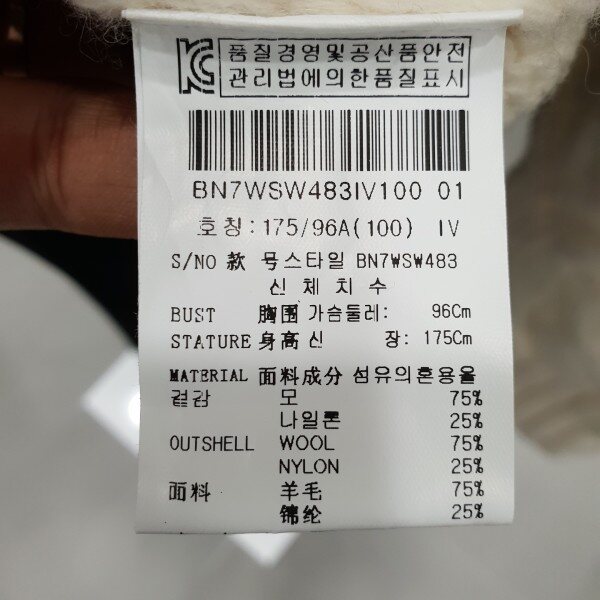 KC 품질경영및공산품안전
관리법에의한품질표시
BN7WSW483IV100 01
호칭:175/96A(100) IV
S/NO 款 号스타일 BN7WSW483
신체치수
BUST 胸围 가슴둘레: 96Cm
STATURE 身高 신 장: 175Cm
MATERIAL 面料成分 섬유의혼용율
겉감 모 75%
나일론 25%
OUTSHELL WOOL 75%
NYLON 25%
面料 羊毛 75%
锦纶 25%